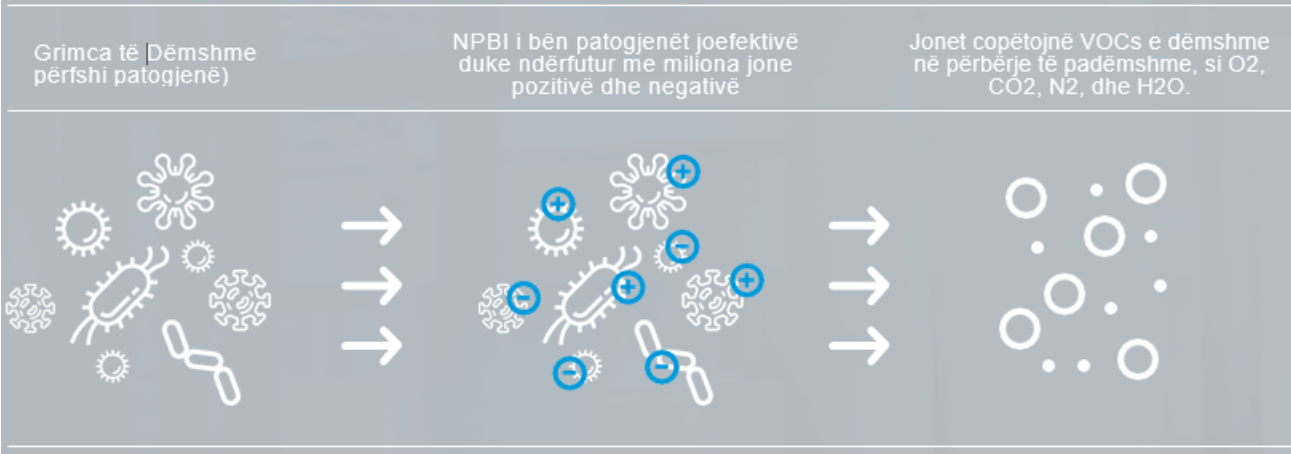 Grimca të Dëmshme
përfshi patogjenë)
NPBI i bën patogjenët joefektivë
duke ndërfutur me miliona jone
pozitivë dhe negativë
Jonet copëtojnë VOCs e dëmshme
në përbërje të padëmshme, si O2,
CO2, N2, dhe H2O.